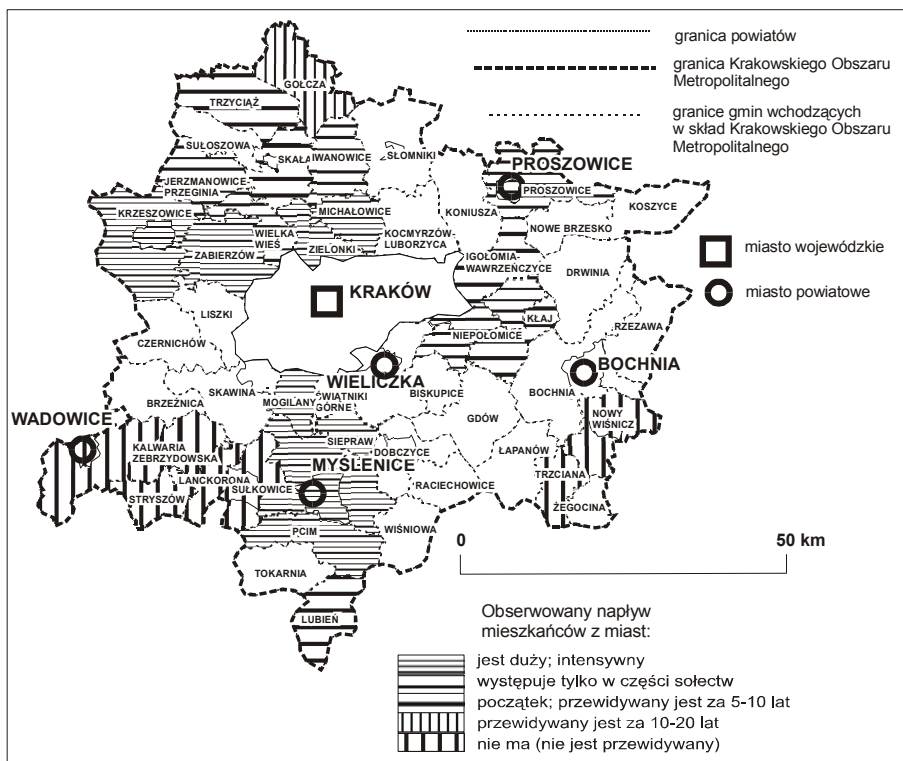 granica powiatów
granica Krakowskiego Obszaru
Metropolitalnego
granice gmin wchodzących
w skład Krakowskiego Obszaru
Metropolitalnego
GOŁCZA
TRZYCIĄŻ
SUŁOSZOWA
SKAŁA
IWANOWICE
SŁOMNIKI
PROSZOWICE
JERZMANOWICE-
PRZEGINIA
PROSZOWICE
KOSZYCE
KRZESZOWICE
MICHAŁOWICE
KONIUSZA
NOWE BRZESKO
WIELKA
WIEŚ
ZIELONKI
KOCMYRZÓW
LUBORZYCA
ZABIERZÓW
IGOŁOMIA-
WAWRZEŃCZYCE
DRWINIA
miasto wojewódzkie
KRAKÓW
miasto powiatowe
LISZKI
KŁAJ
RZEZAWA
CZERNICHÓW
NIEPOŁOMICE
WIELICZKA
BOCHNIA
BRZEŹNICA
SKAWINA
MOGILANY
ŚWIĄTNIKI
GÓRNE
BISKUPICE
BOCHNIA
WADOWICE
GDÓW
NOWY
WIŚNICZ
KALWARIA
ZEBRZYDOWSKA
SIEPRAW
DOBCZYCE
ŁAPANÓW
MYŚLENICE
LANCKORONA
SUŁKOWICE
RACIECHOWICE
TRZCIANA
STRYSZÓW
ŻEGOCINA
PCIM
WIŚNIOWA
TOKARNIA
0 50 km
LUBIEŃ
Obserwowany napływ
mieszkańców z miast:
jest duży; intensywny
występuje tylko w części sołectw
początek; przewidywany jest za 5-10 lat
przewidywany jest za 10-20 lat
nie ma (nie jest przewidywany)